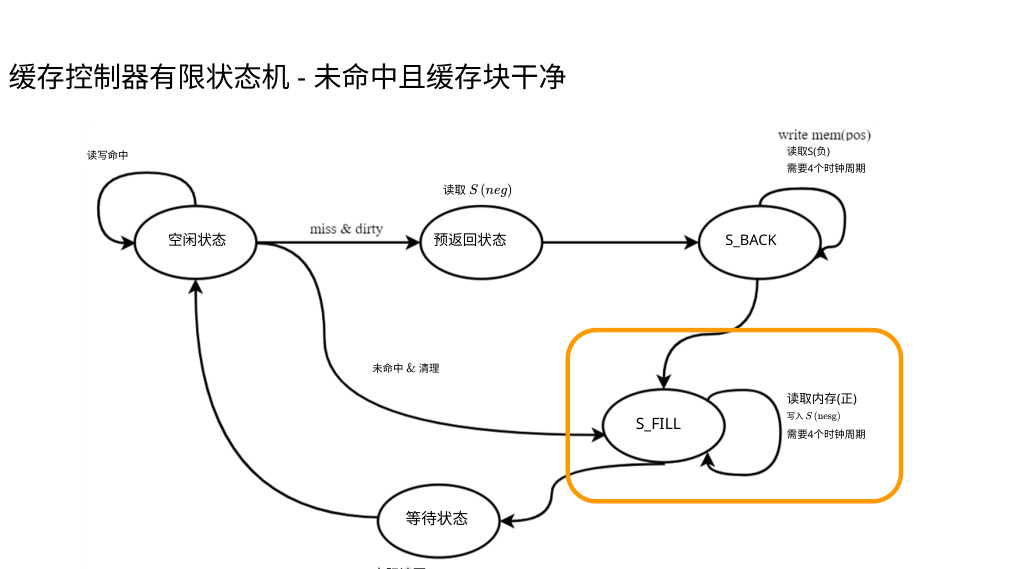 缓存控制器有限状态机 - 未命中且缓存块干净
write mem(pos)
读取S(负)
需要4个时钟周期
读写命中
读取 S (neg)
miss & dirty
空闲状态
预返回状态
S_BACK
未命中 & 清理
S_FILL
读取内存(正)
写入 S (nesg)
需要4个时钟周期
等待状态